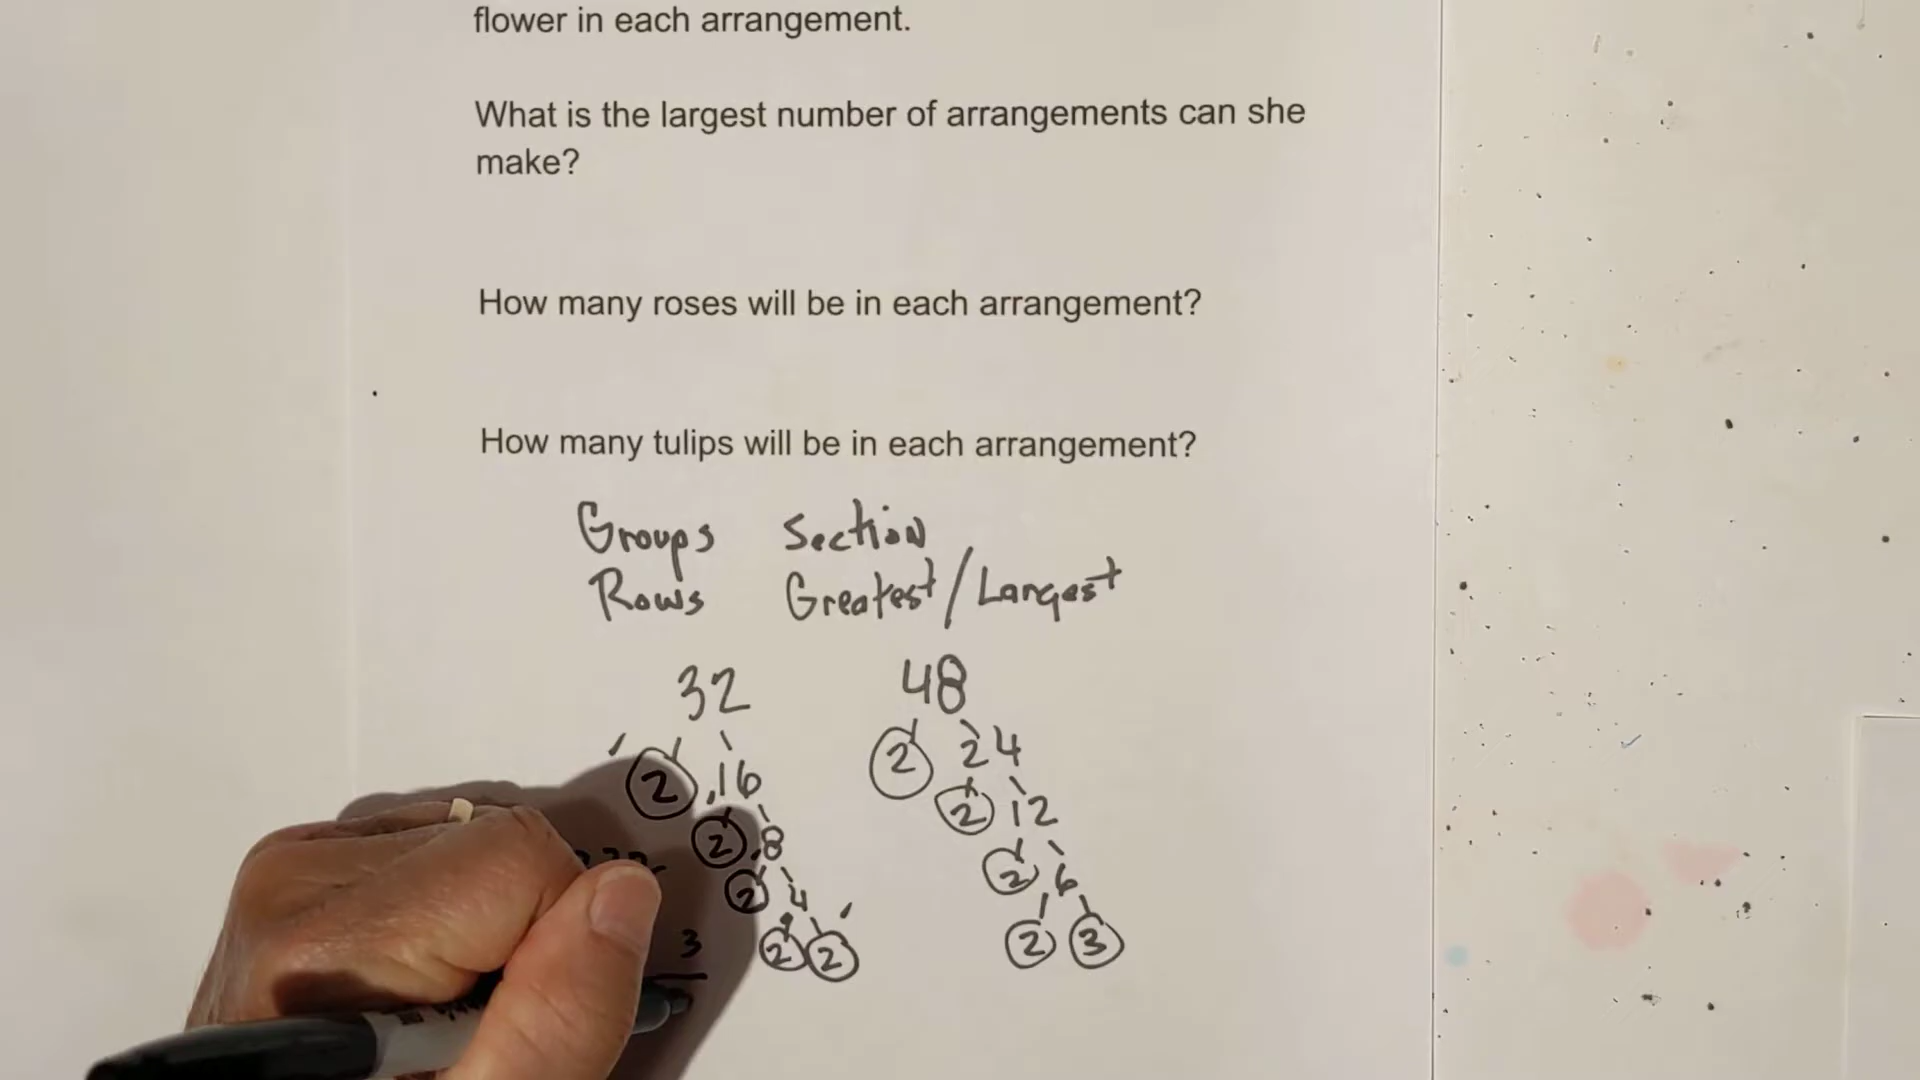 flower in each arrangement.
What is the largest number of arrangements can she
make?
How many roses will be in each arrangement?
How many tulips will be in each arrangement?
Groups Section
Rows Greatest/Largest
32 48
2 16 2 24
2 8 2 12
2 4 2 6
2 2 2 3
3